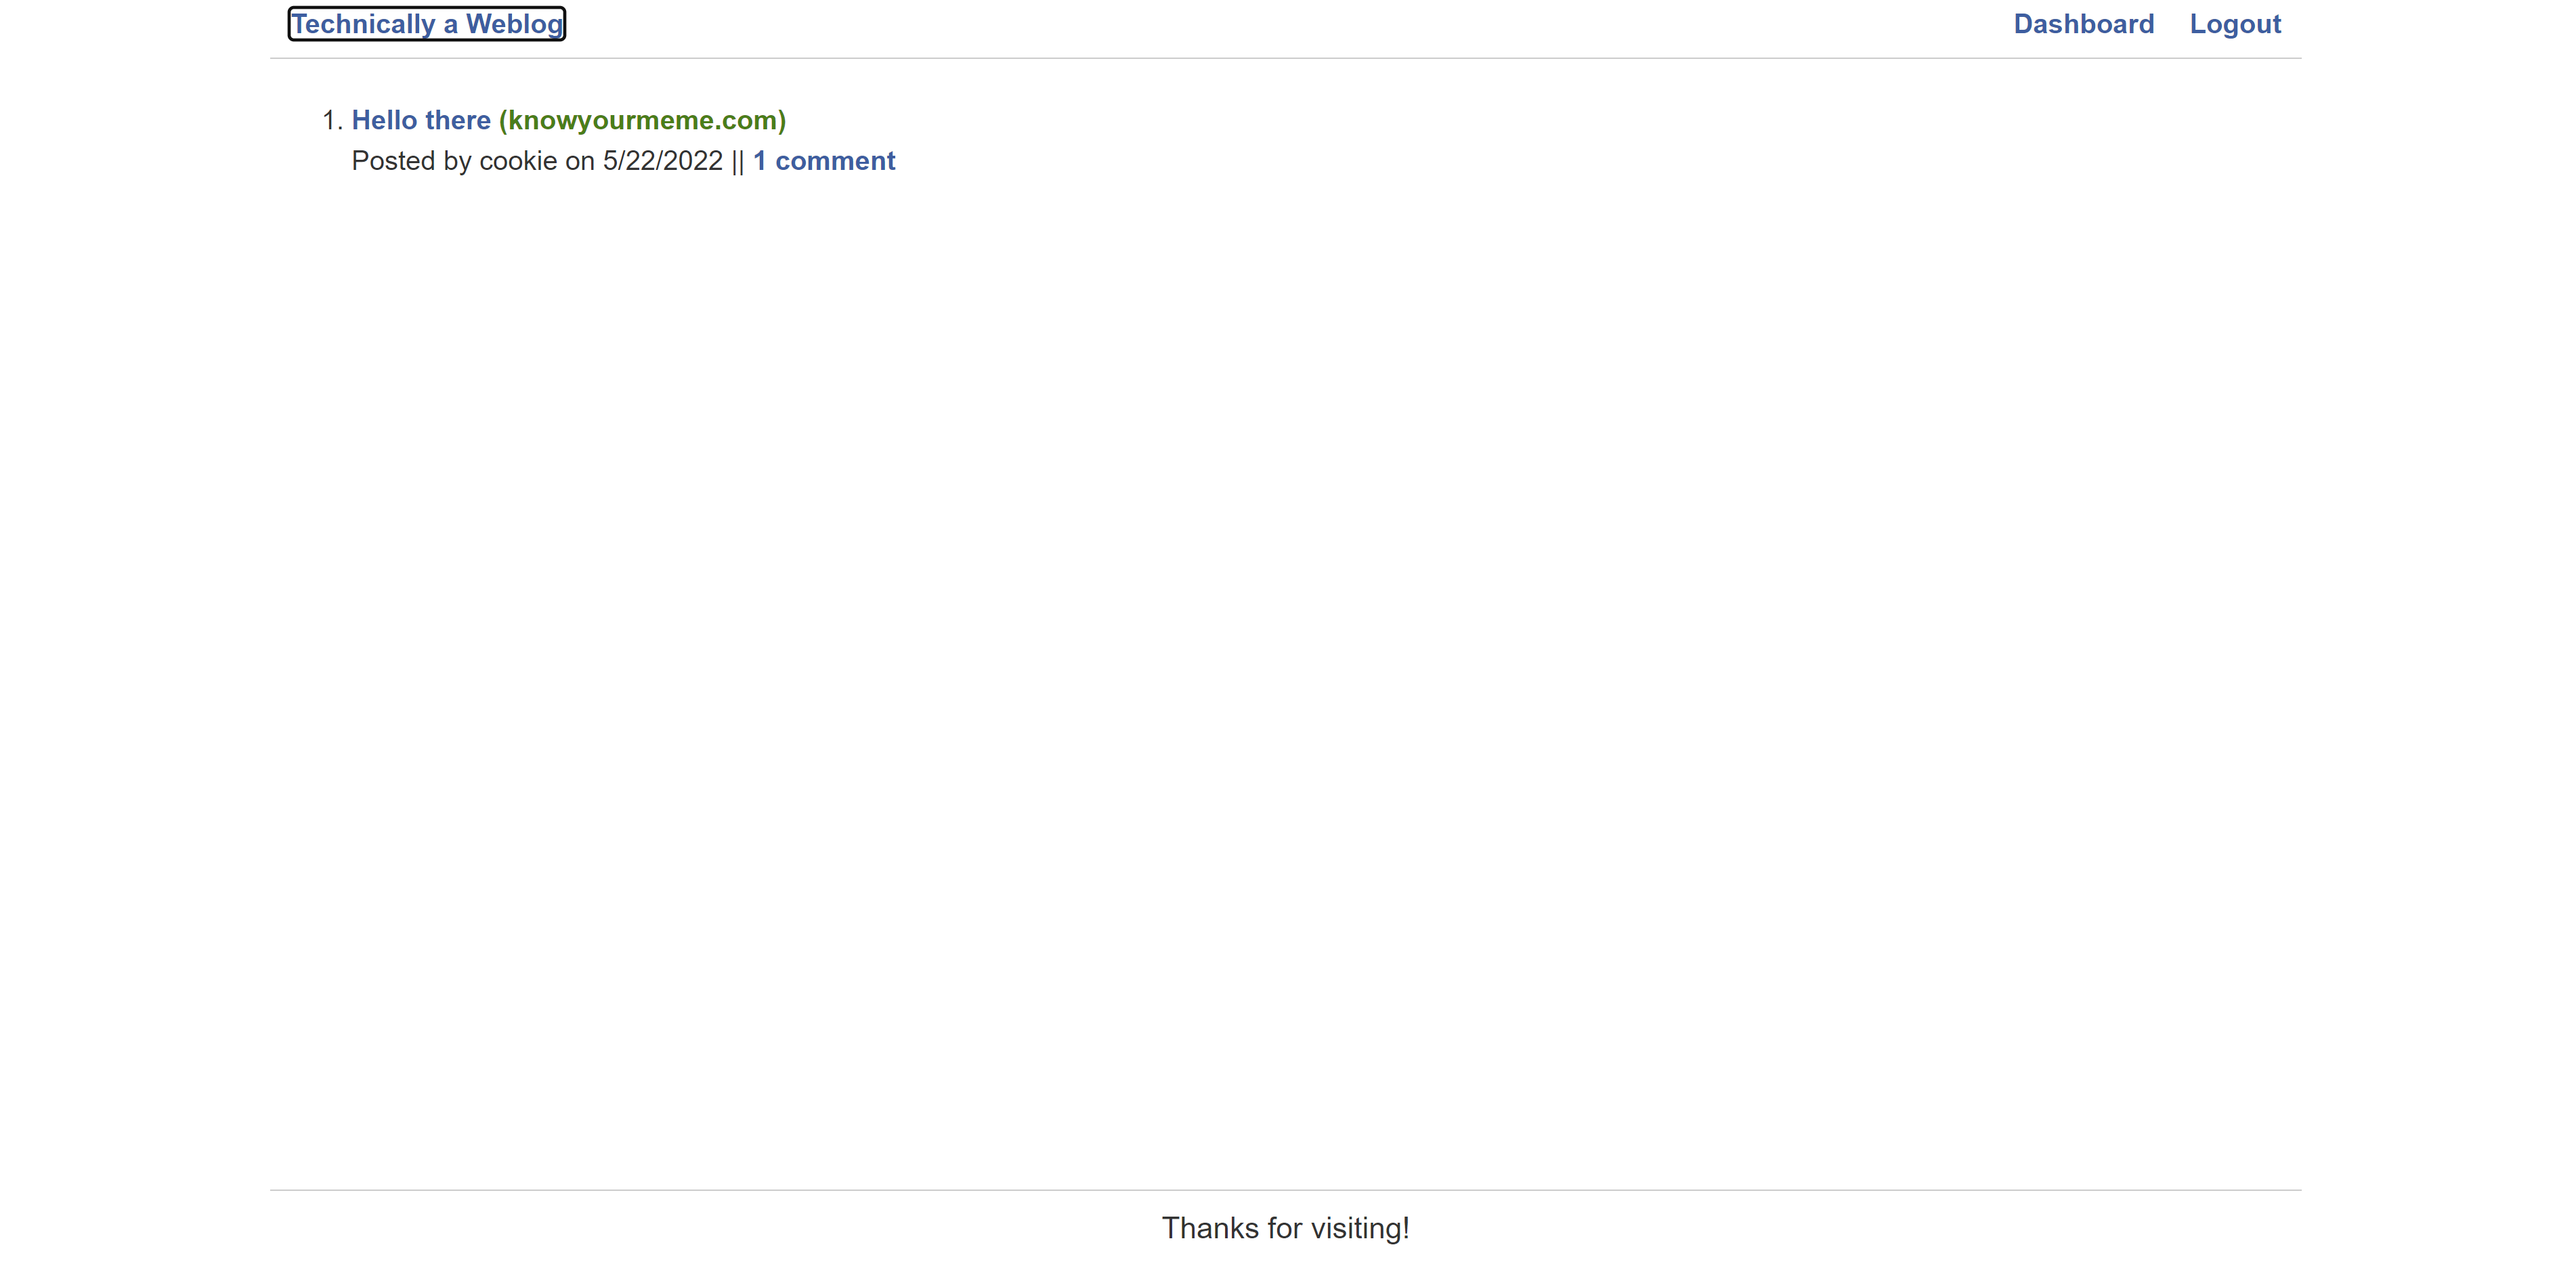 Technically a Weblog
Dashboard Logout
1. Hello there (knowyourmeme.com)
Posted by cookie on 5/22/2022 || 1 comment
Thanks for visiting!